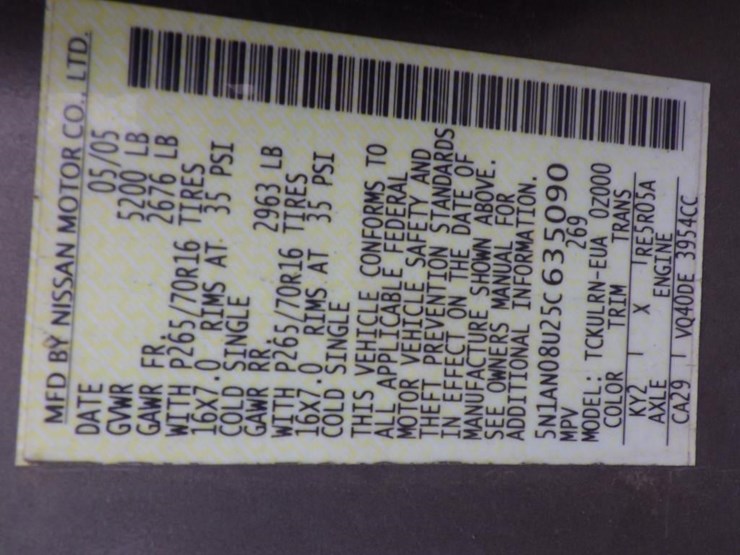 MFD BY NISSAN MOTOR CO., LTD.
DATE 05/05
GVWR 5200 LB
GAWR FR. 2676 LB
WITH P265/70R16 TIRES
16X7.0 RIMS AT 35 PSI
COLD SINGLE
GAWR RR. 2963 LB
WITH P265/70R16 TIRES
16X7.0 RIMS AT 35 PSI
COLD SINGLE
THIS VEHICLE CONFORMS TO
ALL APPLICABLE FEDERAL
MOTOR VEHICLE SAFETY AND
THEFT PREVENTION STANDARDS
IN EFFECT ON THE DATE OF
MANUFACTURE SHOWN ABOVE.
SEE OWNERS MANUAL FOR
ADDITIONAL INFORMATION.
5N1AN08U25C635090
MPV 269
MODEL: TCKULRN-EUA 0Z000
COLOR TRIM TRANS
KY2 X RE5R05A
AXLE ENGINE
CA29 VQ40DE 3954CC